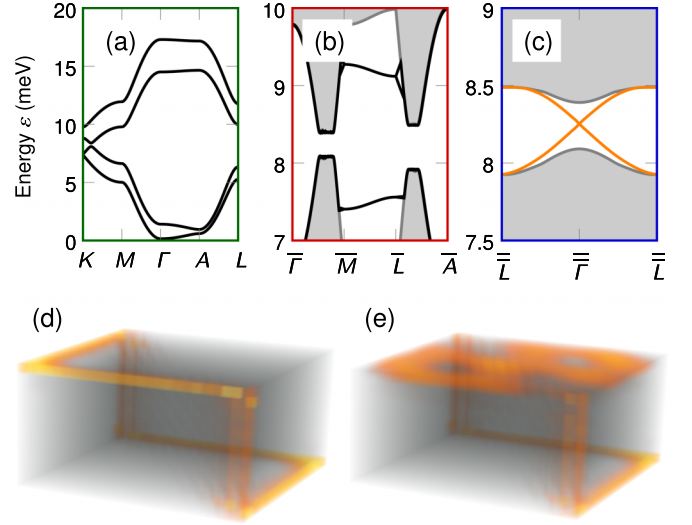 20 10 9
(a) (b) (c)
15 8.5
Energy ε (meV)
10 9
8
5 8
0 7 7.5
K M Γ A L Γ̅ M̅ L̅ A̅ L̿ Γ̿ L̿
(d) (e)